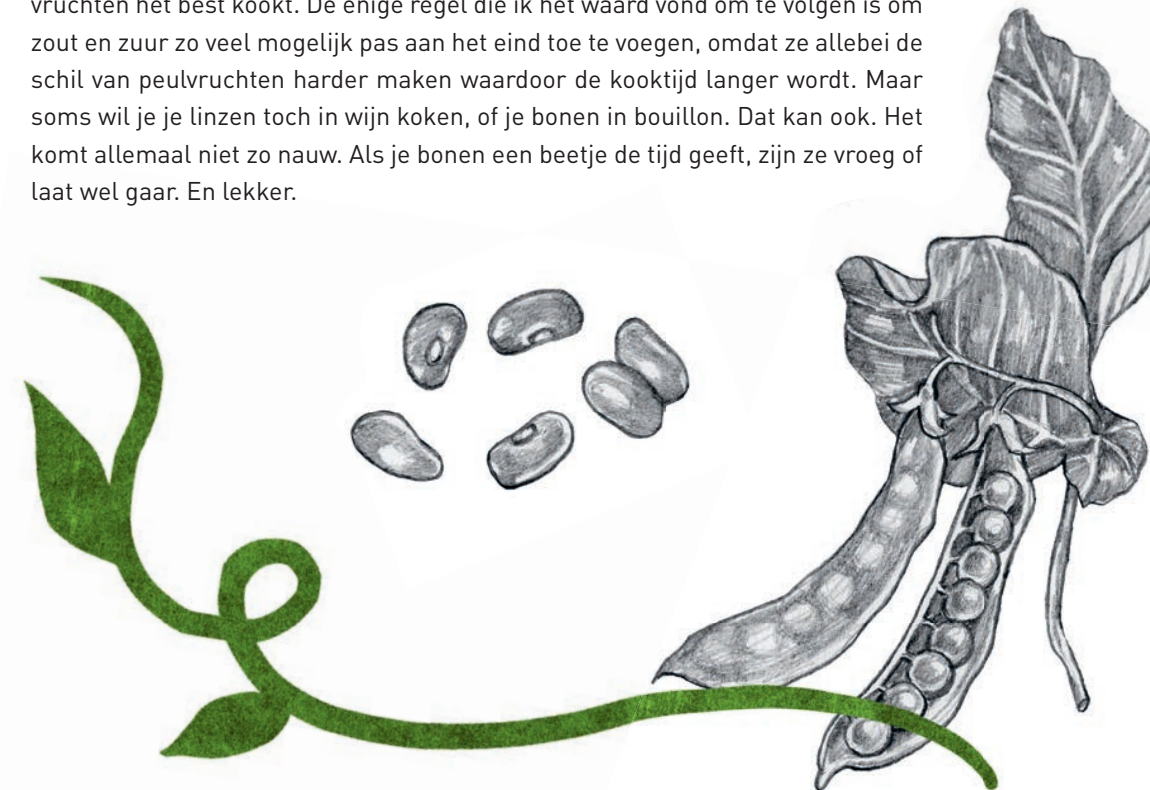 vruchten het best kookt. De enige regel die ik het waard vond om te volgen is om
zout en zuur zo veel mogelijk pas aan het eind toe te voegen, omdat ze allebei de
schil van peulvruchten harder maken waardoor de kooktijd langer wordt. Maar
soms wil je je linzen toch in wijn koken, of je bonen in bouillon. Dat kan ook. Het
komt allemaal niet zo nauw. Als je bonen een beetje de tijd geeft, zijn ze vroeg of
laat wel gaar. En lekker.